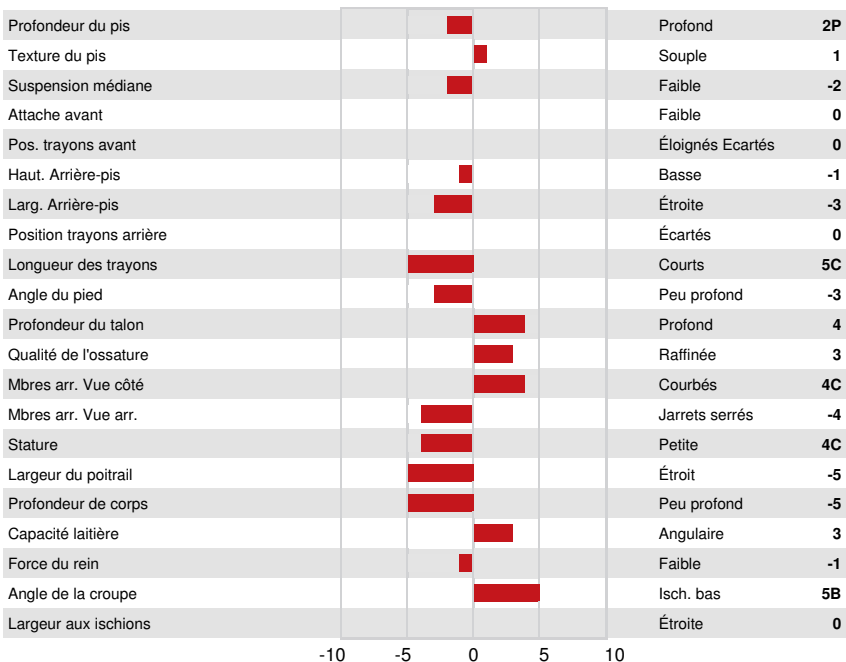 Profondeur du pis Profond 2P
Texture du pis Souple 1
Suspension médiane Faible -2
Attache avant Faible 0
Pos. trayons avant Éloignés Ecartés 0
Haut. Arrière-pis Basse -1
Larg. Arrière-pis Étroite -3
Position trayons arrière Écartés 0
Longueur des trayons Courts 5C
Angle du pied Peu profond -3
Profondeur du talon Profond 4
Qualité de l'ossature Raffinée 3
Mbres arr. Vue côté Courbés 4C
Mbres arr. Vue arr. Jarrets serrés -4
Stature Petite 4C
Largeur du poitrail Étroit -5
Profondeur de corps Peu profond -5
Capacité laitière Angulaire 3
Force du rein Faible -1
Angle de la croupe Isch. bas 5B
Largeur aux ischions Étroite 0
-10 -5 0 5 10